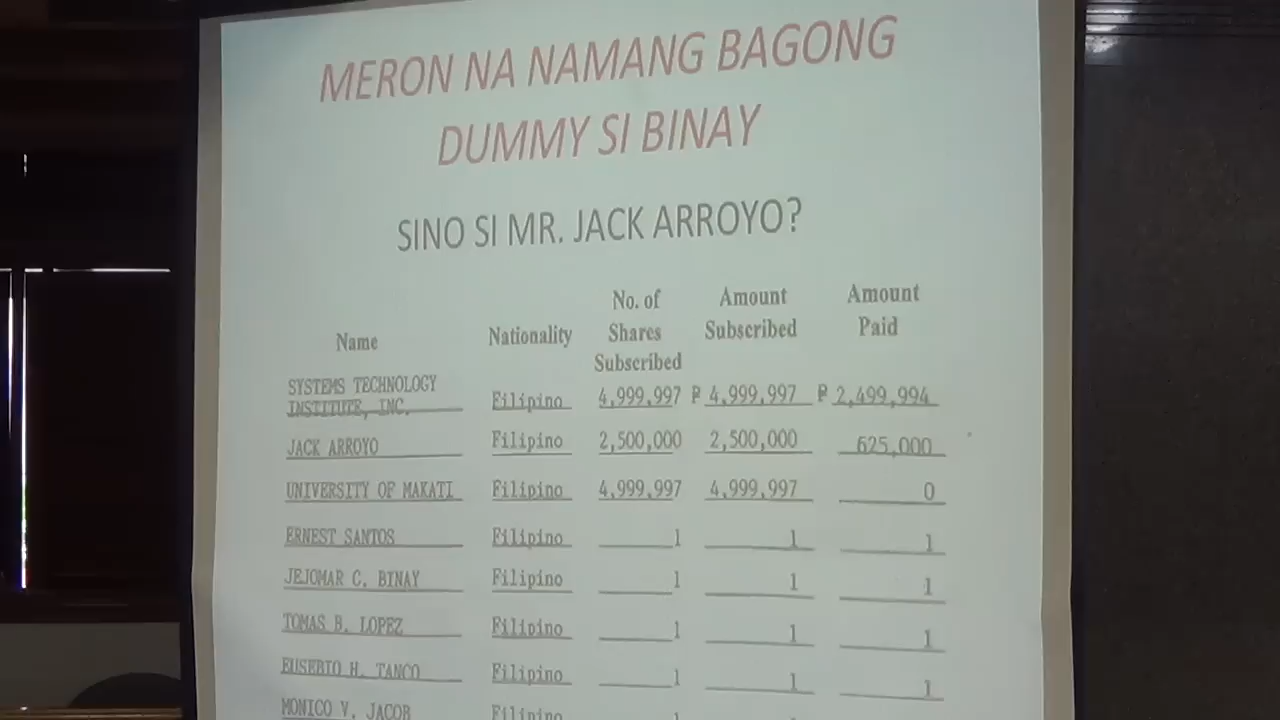 MERON NA NAMANG BAGONG
DUMMY SI BINAY
SINO SI MR. JACK ARROYO?
Name Nationality No. of Shares Subscribed Amount Subscribed Amount Paid
SYSTEMS TECHNOLOGY
INSTITUTE, INC. Filipino 4,999,997 ₱ 4,999,997 ₱ 2,499,994
JACK ARROYO Filipino 2,500,000 2,500,000 625,000
UNIVERSITY OF MAKATI Filipino 4,999,997 4,999,997 0
ERNEST SANTOS Filipino 1 1 1
JEJOMAR C. BINAY Filipino 1 1 1
TOMAS B. LOPEZ Filipino 1 1 1
EUSEBIO H. TANCO Filipino 1 1 1
MONICO V. JACOB Filipino 1 1